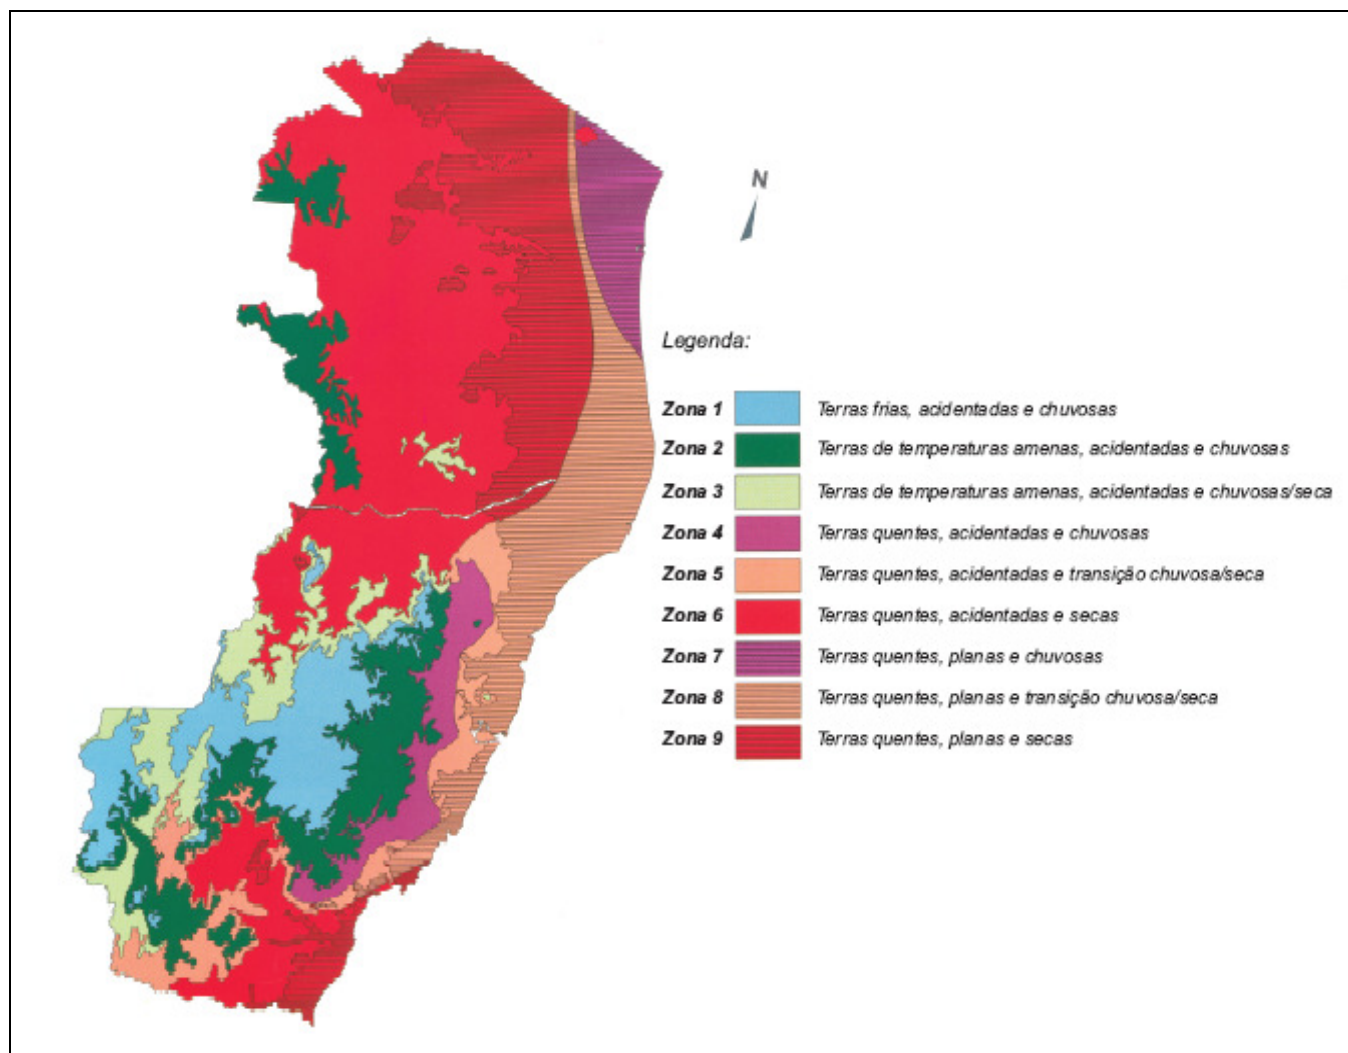 N
Legenda:
Zona 1 Terras frias, acidentadas e chuvosas
Zona 2 Terras de temperaturas amenas, acidentadas e chuvosas
Zona 3 Terras de temperaturas amenas, acidentadas e chuvosas/seca
Zona 4 Terras quentes, acidentadas e chuvosas
Zona 5 Terras quentes, acidentadas e transição chuvosa/seca
Zona 6 Terras quentes, acidentadas e secas
Zona 7 Terras quentes, planas e chuvosas
Zona 8 Terras quentes, planas e transição chuvosa/seca
Zona 9 Terras quentes, planas e secas